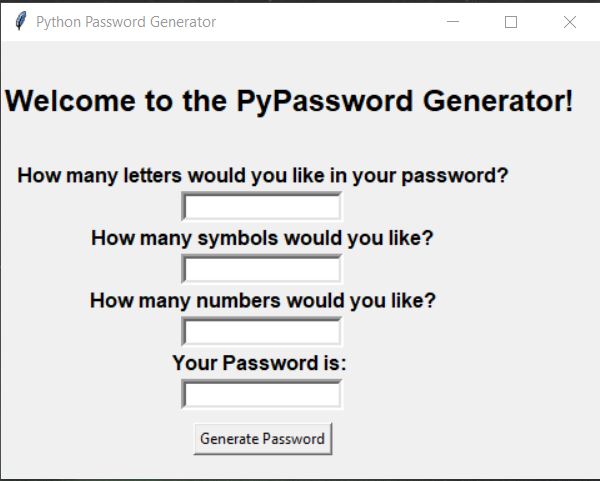 Python Password Generator
Welcome to the PyPassword Generator!
How many letters would you like in your password?
How many symbols would you like?
How many numbers would you like?
Your Password is:
Generate Password